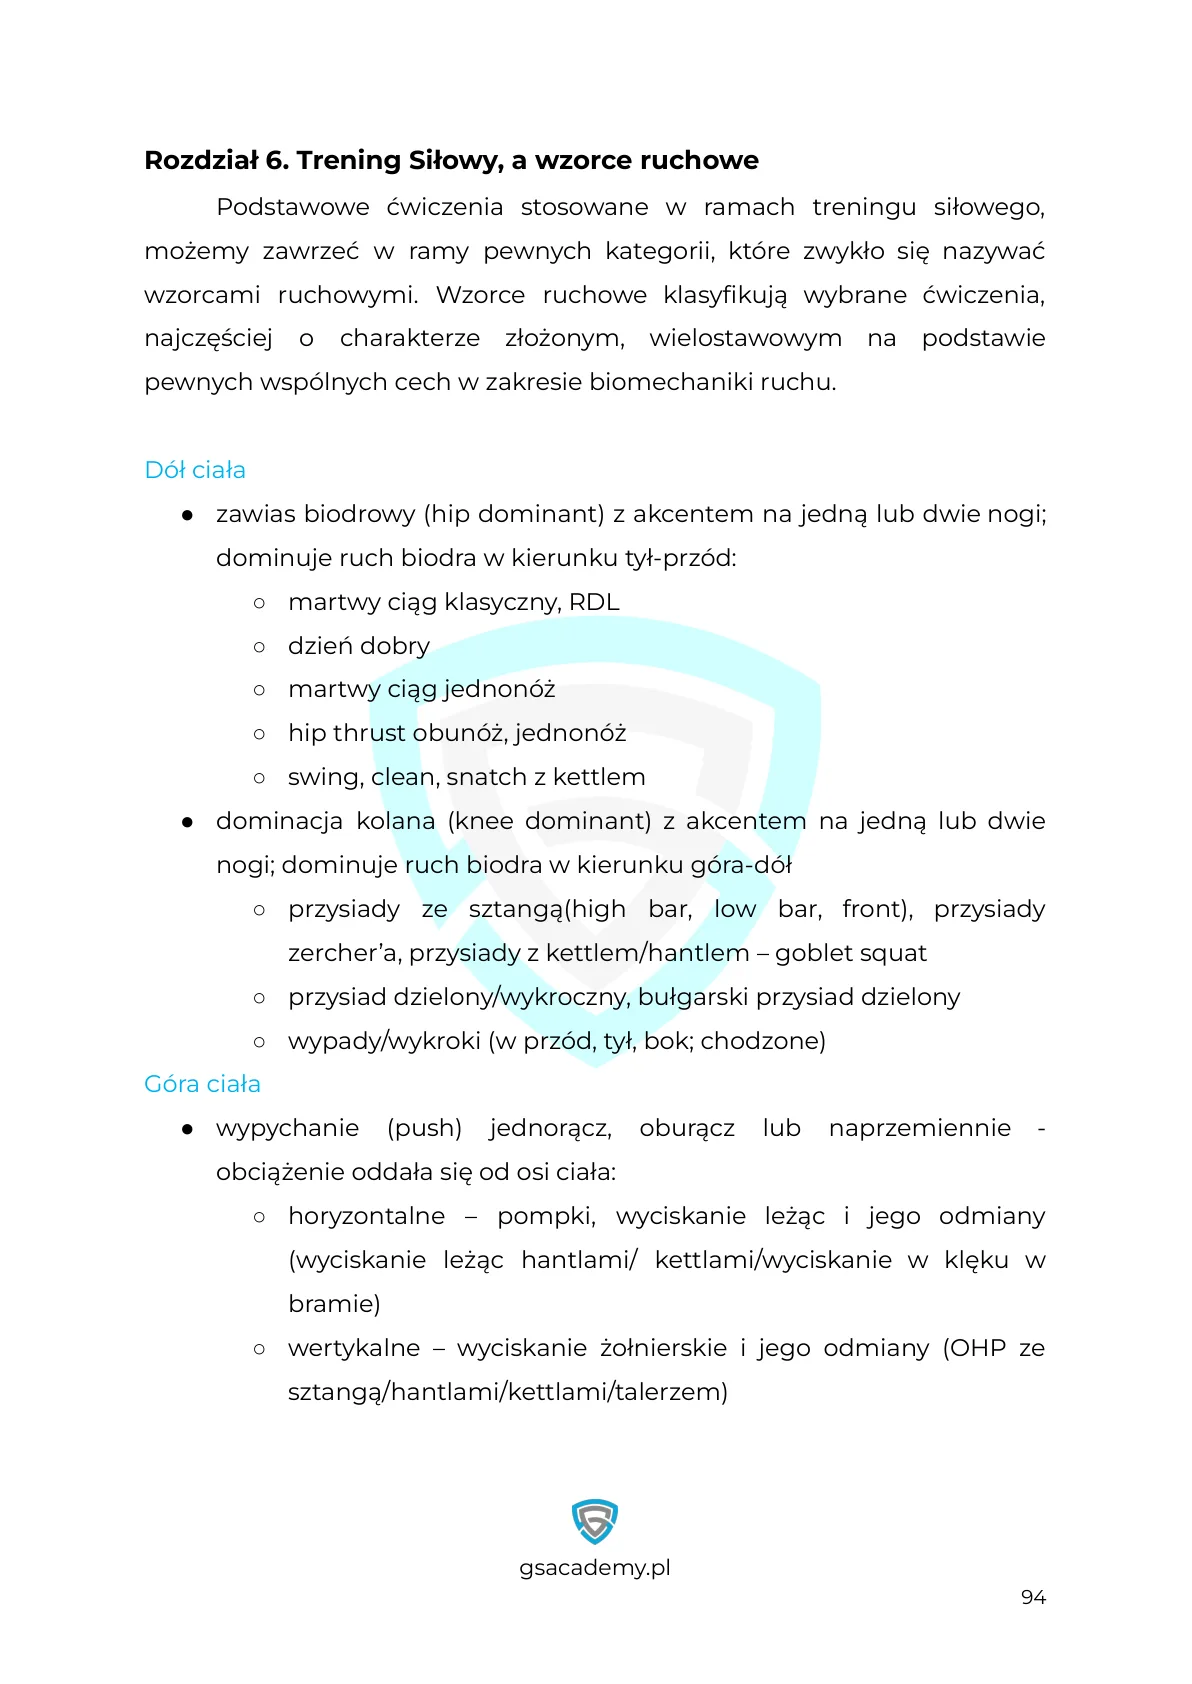 Rozdział 6. Trening Siłowy, a wzorce ruchowe
Podstawowe ćwiczenia stosowane w ramach treningu siłowego,
możemy zawrzeć w ramy pewnych kategorii, które zwykło się nazywać
wzorcami ruchowymi. Wzorce ruchowe klasyfikują wybrane ćwiczenia,
najczęściej o charakterze złożonym, wielostawowym na podstawie
pewnych wspólnych cech w zakresie biomechaniki ruchu.
Dół ciała
● zawias biodrowy (hip dominant) z akcentem na jedną lub dwie nogi;
dominuje ruch biodra w kierunku tył-przód:
○ martwy ciąg klasyczny, RDL
○ dzień dobry
○ martwy ciąg jednonóż
○ hip thrust obunóż, jednonóż
○ swing, clean, snatch z kettlem
● dominacja kolana (knee dominant) z akcentem na jedną lub dwie
nogi; dominuje ruch biodra w kierunku góra-dół
○ przysiady ze sztangą(high bar, low bar, front), przysiady
zercher’a, przysiady z kettlem/hantlem – goblet squat
○ przysiad dzielony/wykroczny, bułgarski przysiad dzielony
○ wypady/wykroki (w przód, tył, bok; chodzone)
Góra ciała
● wypychanie (push) jednorącz, oburącz lub naprzemiennie -
obciążenie oddala się od osi ciała:
○ horyzontalne – pompki, wyciskanie leżąc i jego odmiany
(wyciskanie leżąc hantlami/ kettlami/wyciskanie w klęku w
bramie)
○ wertykalne – wyciskanie żołnierskie i jego odmiany (OHP ze
sztangą/hantlami/kettlami/talerzem)
gsacademy.pl
94